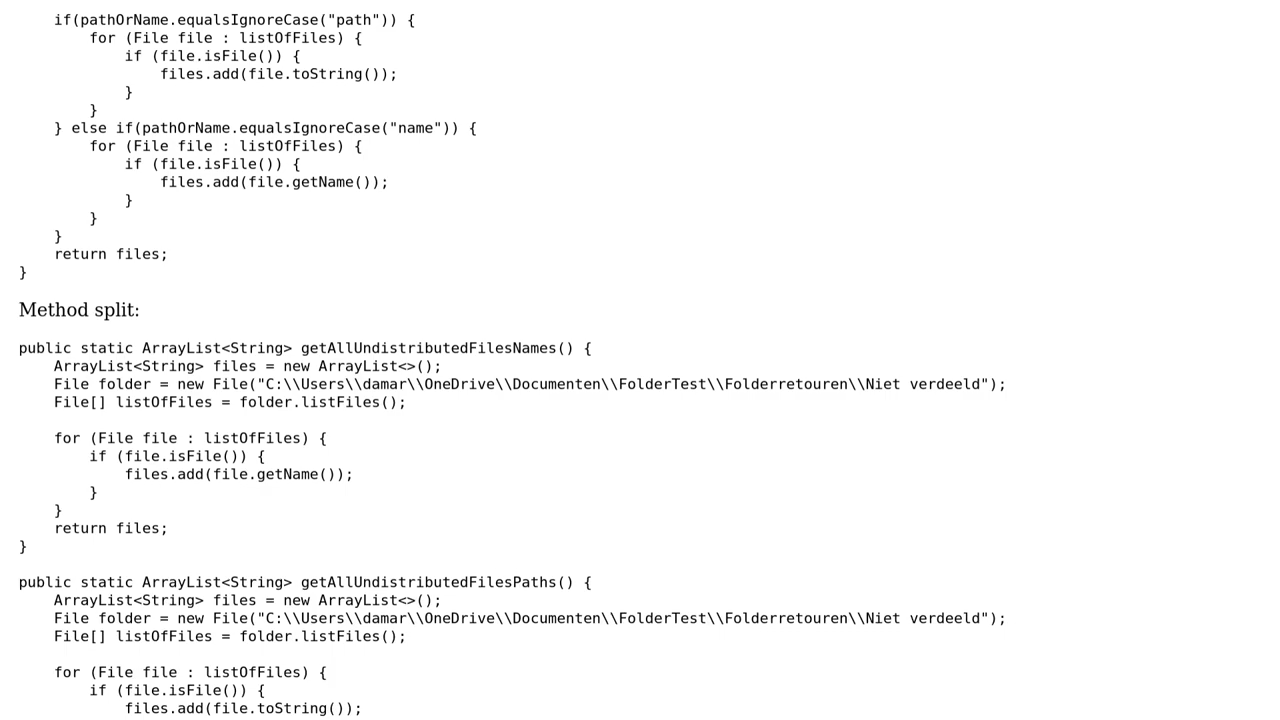 if(pathOrName.equalsIgnoreCase("path")) {
        for (File file : listOfFiles) {
            if (file.isFile()) {
                files.add(file.toString());
            }
        }
    } else if(pathOrName.equalsIgnoreCase("name")) {
        for (File file : listOfFiles) {
            if (file.isFile()) {
                files.add(file.getName());
            }
        }
    }
    return files;
}
Method split:
public static ArrayList<String> getAllUndistributedFilesNames() {
    ArrayList<String> files = new ArrayList<>();
    File folder = new File("C:\\Users\\damar\\OneDrive\\Documenten\\FolderTest\\Folderretouren\\Niet verdeeld");
    File[] listOfFiles = folder.listFiles();

    for (File file : listOfFiles) {
        if (file.isFile()) {
            files.add(file.getName());
        }
    }
    return files;
}

public static ArrayList<String> getAllUndistributedFilesPaths() {
    ArrayList<String> files = new ArrayList<>();
    File folder = new File("C:\\Users\\damar\\OneDrive\\Documenten\\FolderTest\\Folderretouren\\Niet verdeeld");
    File[] listOfFiles = folder.listFiles();

    for (File file : listOfFiles) {
        if (file.isFile()) {
            files.add(file.toString());